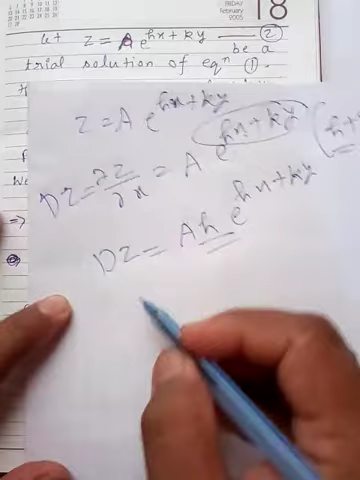 FRIDAY
February
2005
18
Let z = A e^{hx + ky} — ②
be a
trial solution of eqⁿ ①.
z = A e^{hx+ky}
Dz = ∂z/∂x = A e^{hx+ky} (h+
Dz = Ah e^{hx+ky}